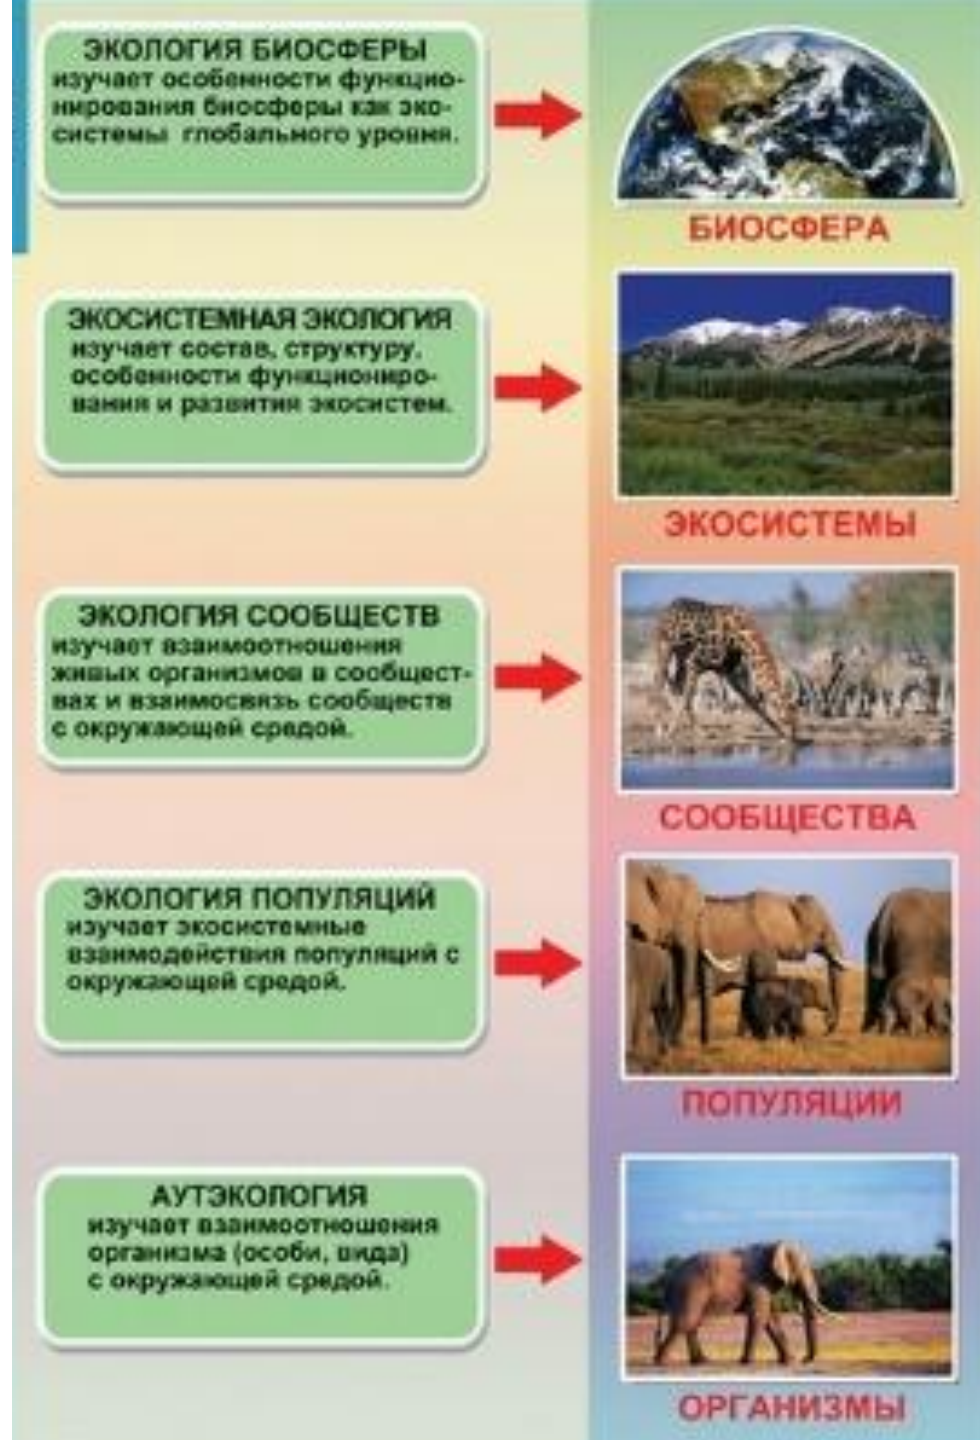 ЭКОЛОГИЯ БИОСФЕРЫ
изучает особенности функцио-
нирования биосферы как эко-
системы глобального уровня.
БИОСФЕРА
ЭКОСИСТЕМНАЯ ЭКОЛОГИЯ
изучает состав, структуру,
особенности функциониро-
вания и развития экосистем.
ЭКОСИСТЕМЫ
ЭКОЛОГИЯ СООБЩЕСТВ
изучает взаимоотношения
живых организмов в сообщест-
вах и взаимосвязь сообществ
с окружающей средой.
СООБЩЕСТВА
ЭКОЛОГИЯ ПОПУЛЯЦИЙ
изучает экосистемные
взаимодействия популяций с
окружающей средой.
ПОПУЛЯЦИИ
АУТЭКОЛОГИЯ
изучает взаимоотношения
организма (особи, вида)
с окружающей средой.
ОРГАНИЗМЫ